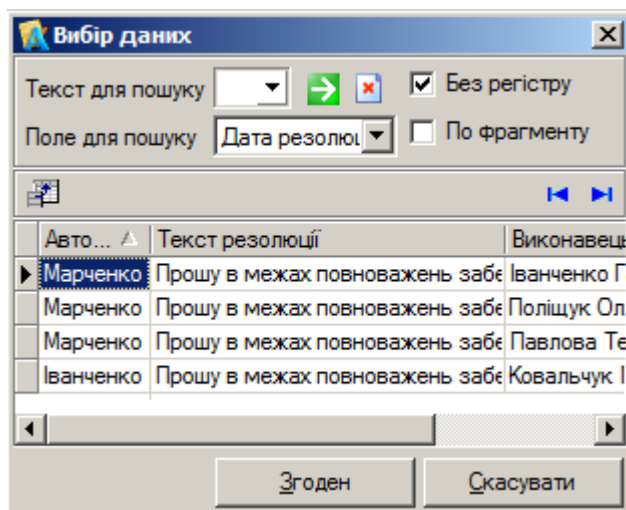 Вибір даних
Текст для пошуку Без регістру
Поле для пошуку Дата резолюц По фрагменту
Авто... Текст резолюції Виконавець
Марченко Прошу в межах повноважень забе Іванченко Г
Марченко Прошу в межах повноважень забе Поліщук Ол
Марченко Прошу в межах повноважень забе Павлова Те
Іванченко Прошу в межах повноважень забе Ковальчук І
Згоден Скасувати